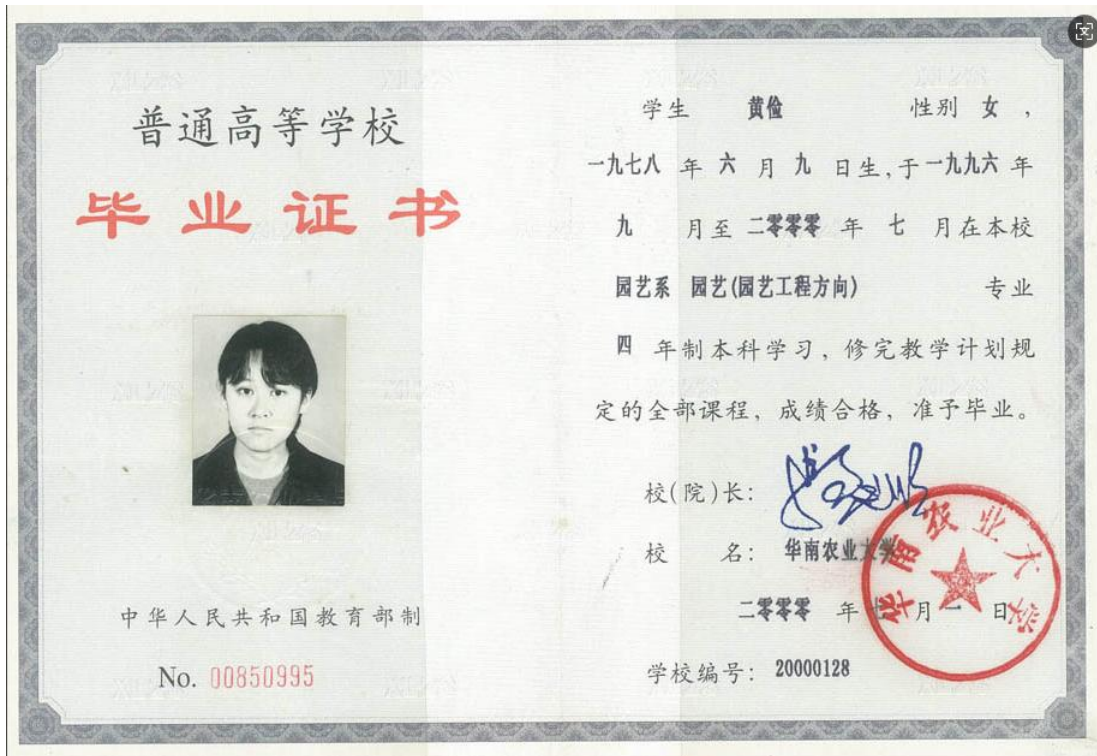 普通高等学校
毕业证书
中华人民共和国教育部制
No. 00850995
学生 黄俭 性别 女，
一九七八 年 六 月 九 日生,于 一九九六 年
九 月至 二零零零 年 七 月在本校
园艺系 园艺(园艺工程方向) 专业
四 年制本科学习，修完教学计划规
定的全部课程，成绩合格，准予毕业。
校(院)长：
校 名： 华南农业大学
二零零零 年 七 月 一 日
学校编号： 20000128
华南农业大学